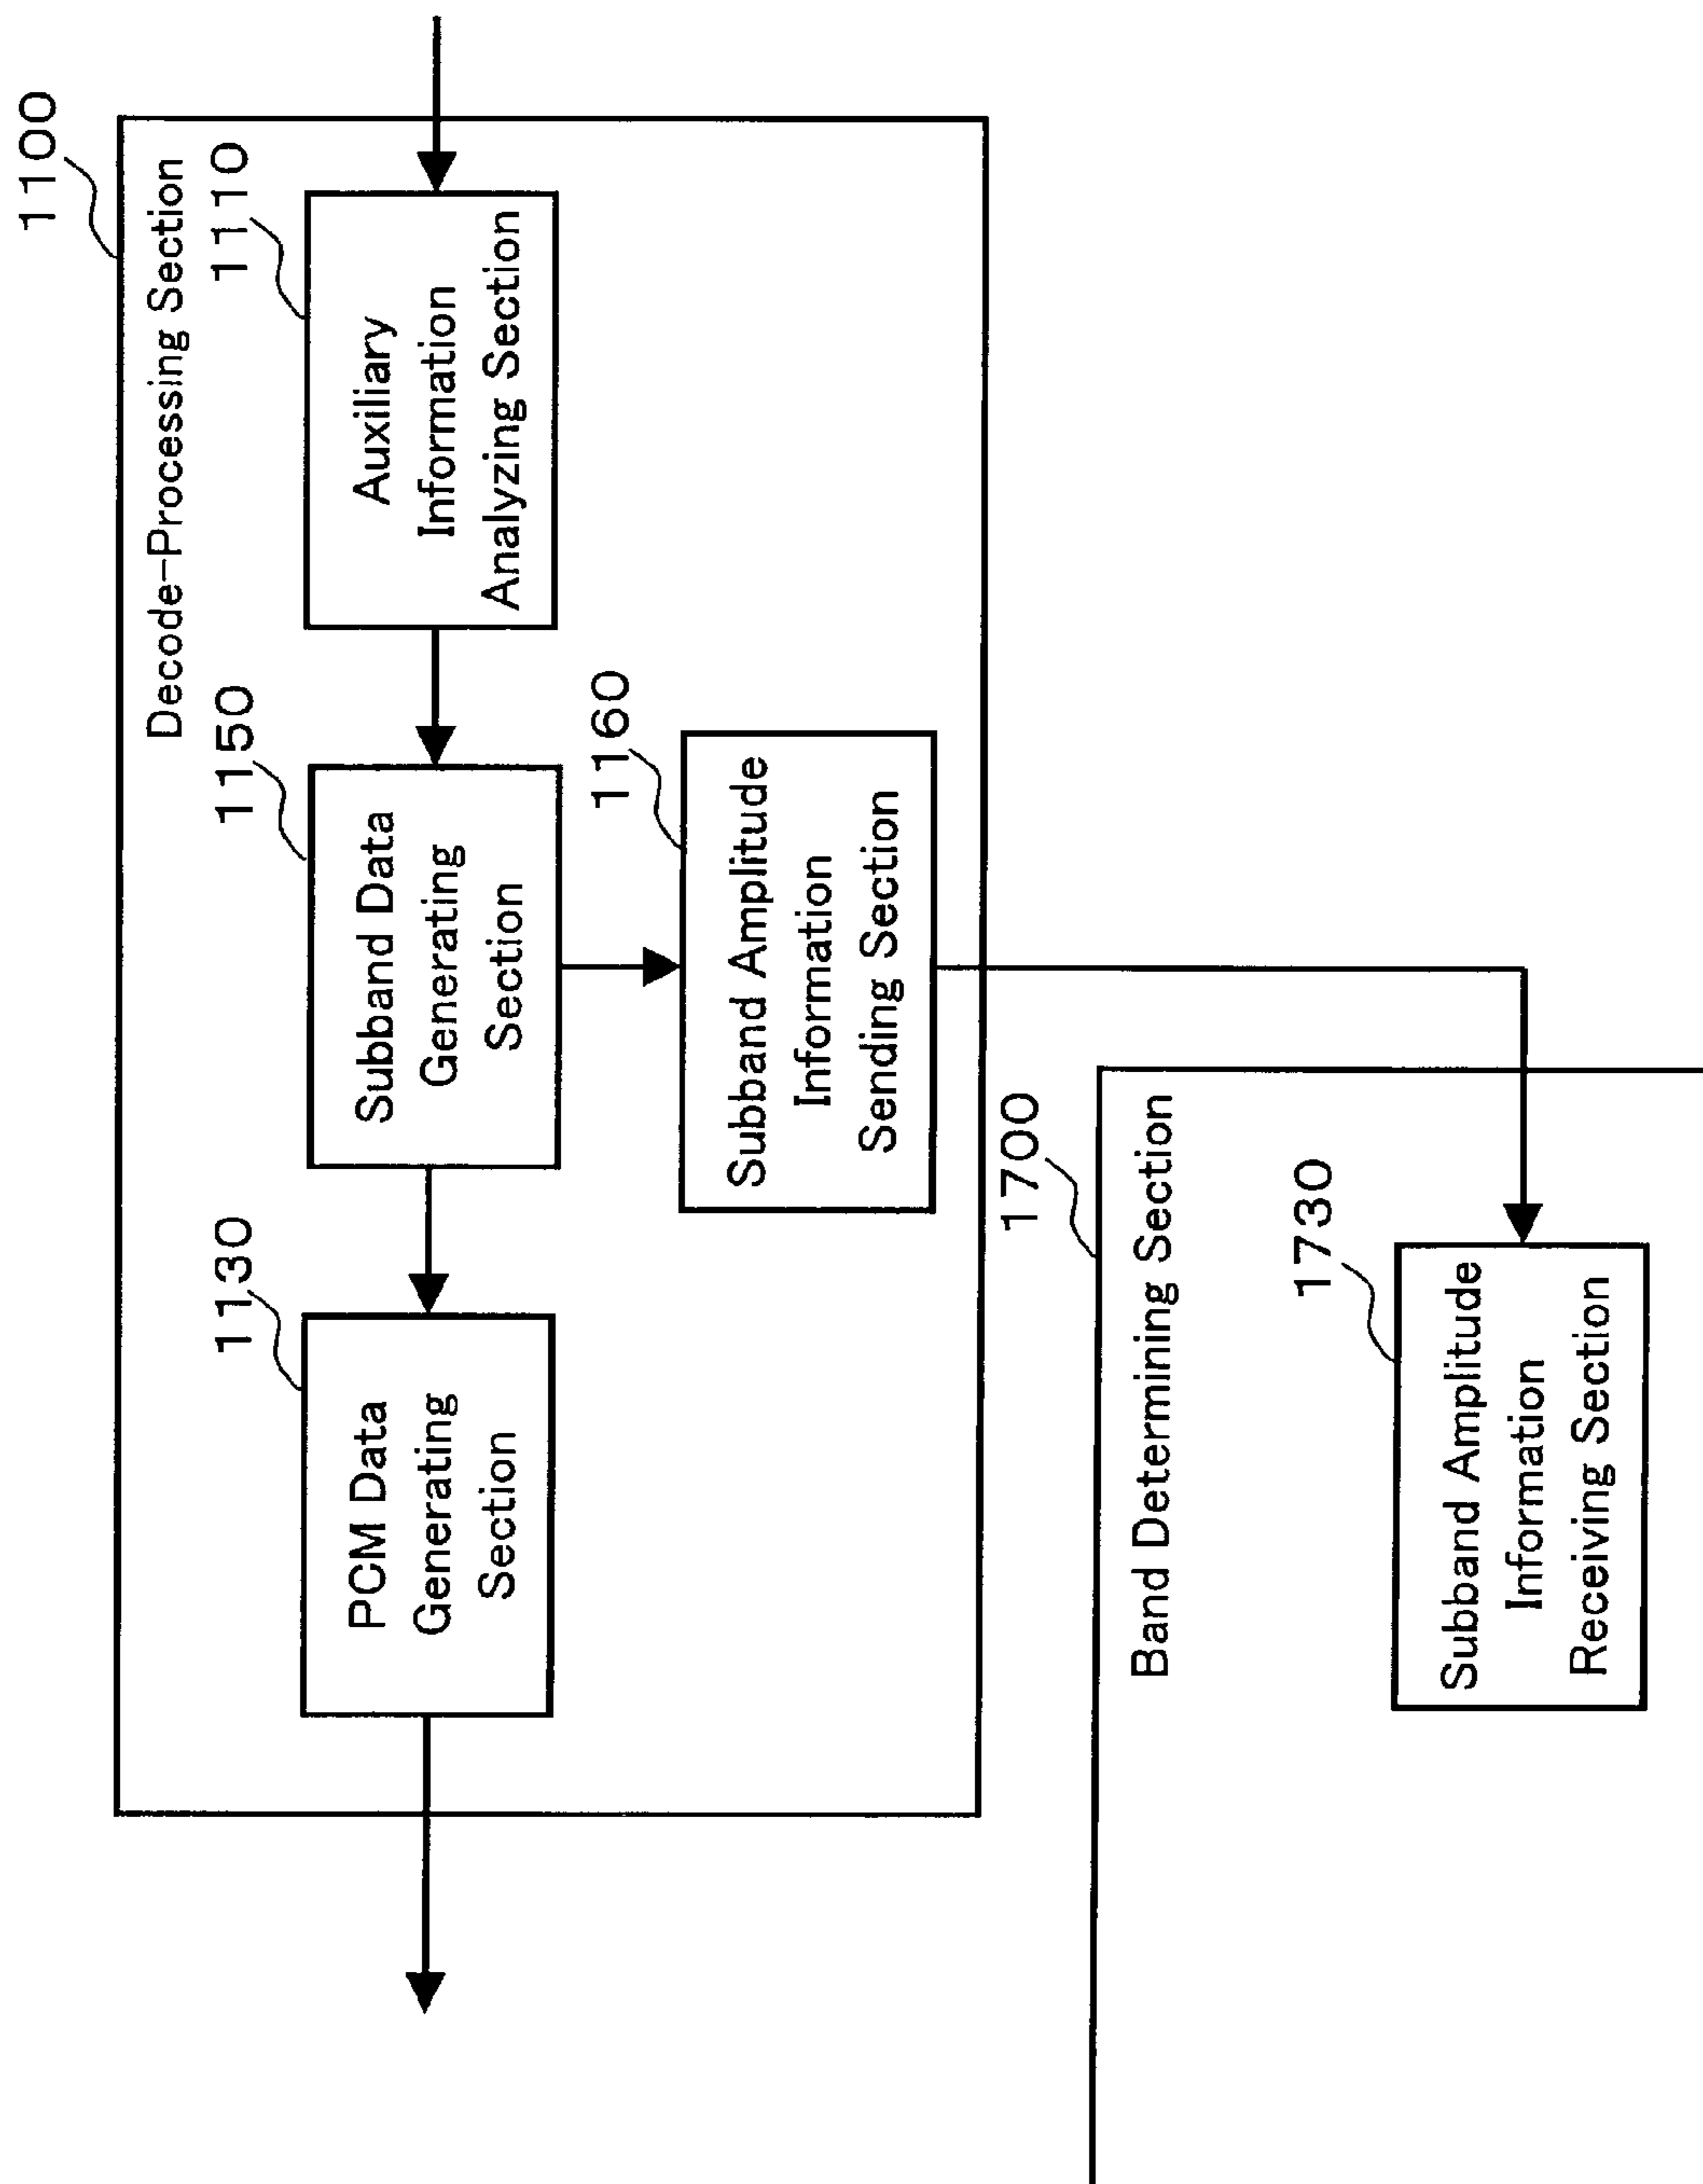 1100
Decode-Processing Section
1110
Auxiliary
Information
Analyzing Section
1150
Subband Data
Generating
Section
1130
PCM Data
Generating
Section
1160
Subband Amplitude
Information
Sending Section
1700
Band Determining Section
1730
Subband Amplitude
Information
Receiving Section